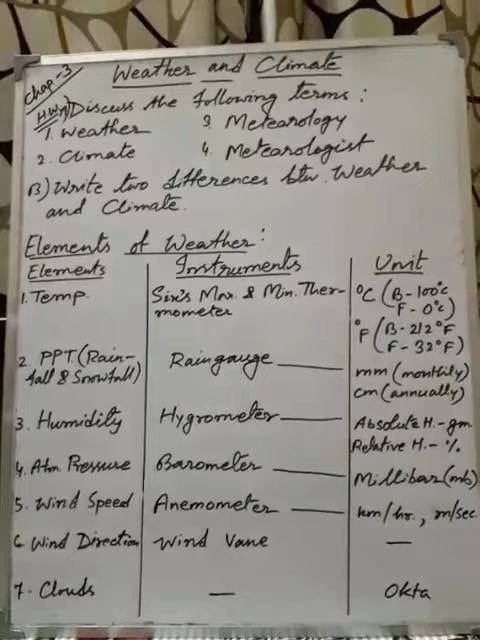 Chap-3
Weather and Climate
H.W. A) Discuss the following terms:
1. Weather 3. Meteorology
2. Climate 4. Meteorologist
B) Write two differences btw. Weather
and Climate.
Elements of Weather:
Elements Instruments Unit
1. Temp. Six's Max. & Min. Ther- °C (B-100°C
mometer F-0°C)
°F (B-212°F
F-32°F)
2. PPT (Rain- Raingauge mm (monthly)
fall & Snowfall) cm (annually)
3. Humidity Hygrometer Absolute H.-gm
Relative H.- %
4. Atm. Pressure Barometer Millibar (mb)
5. Wind Speed Anemometer km/hr., m/sec
6. Wind Direction Wind Vane —
7. Clouds — Okta